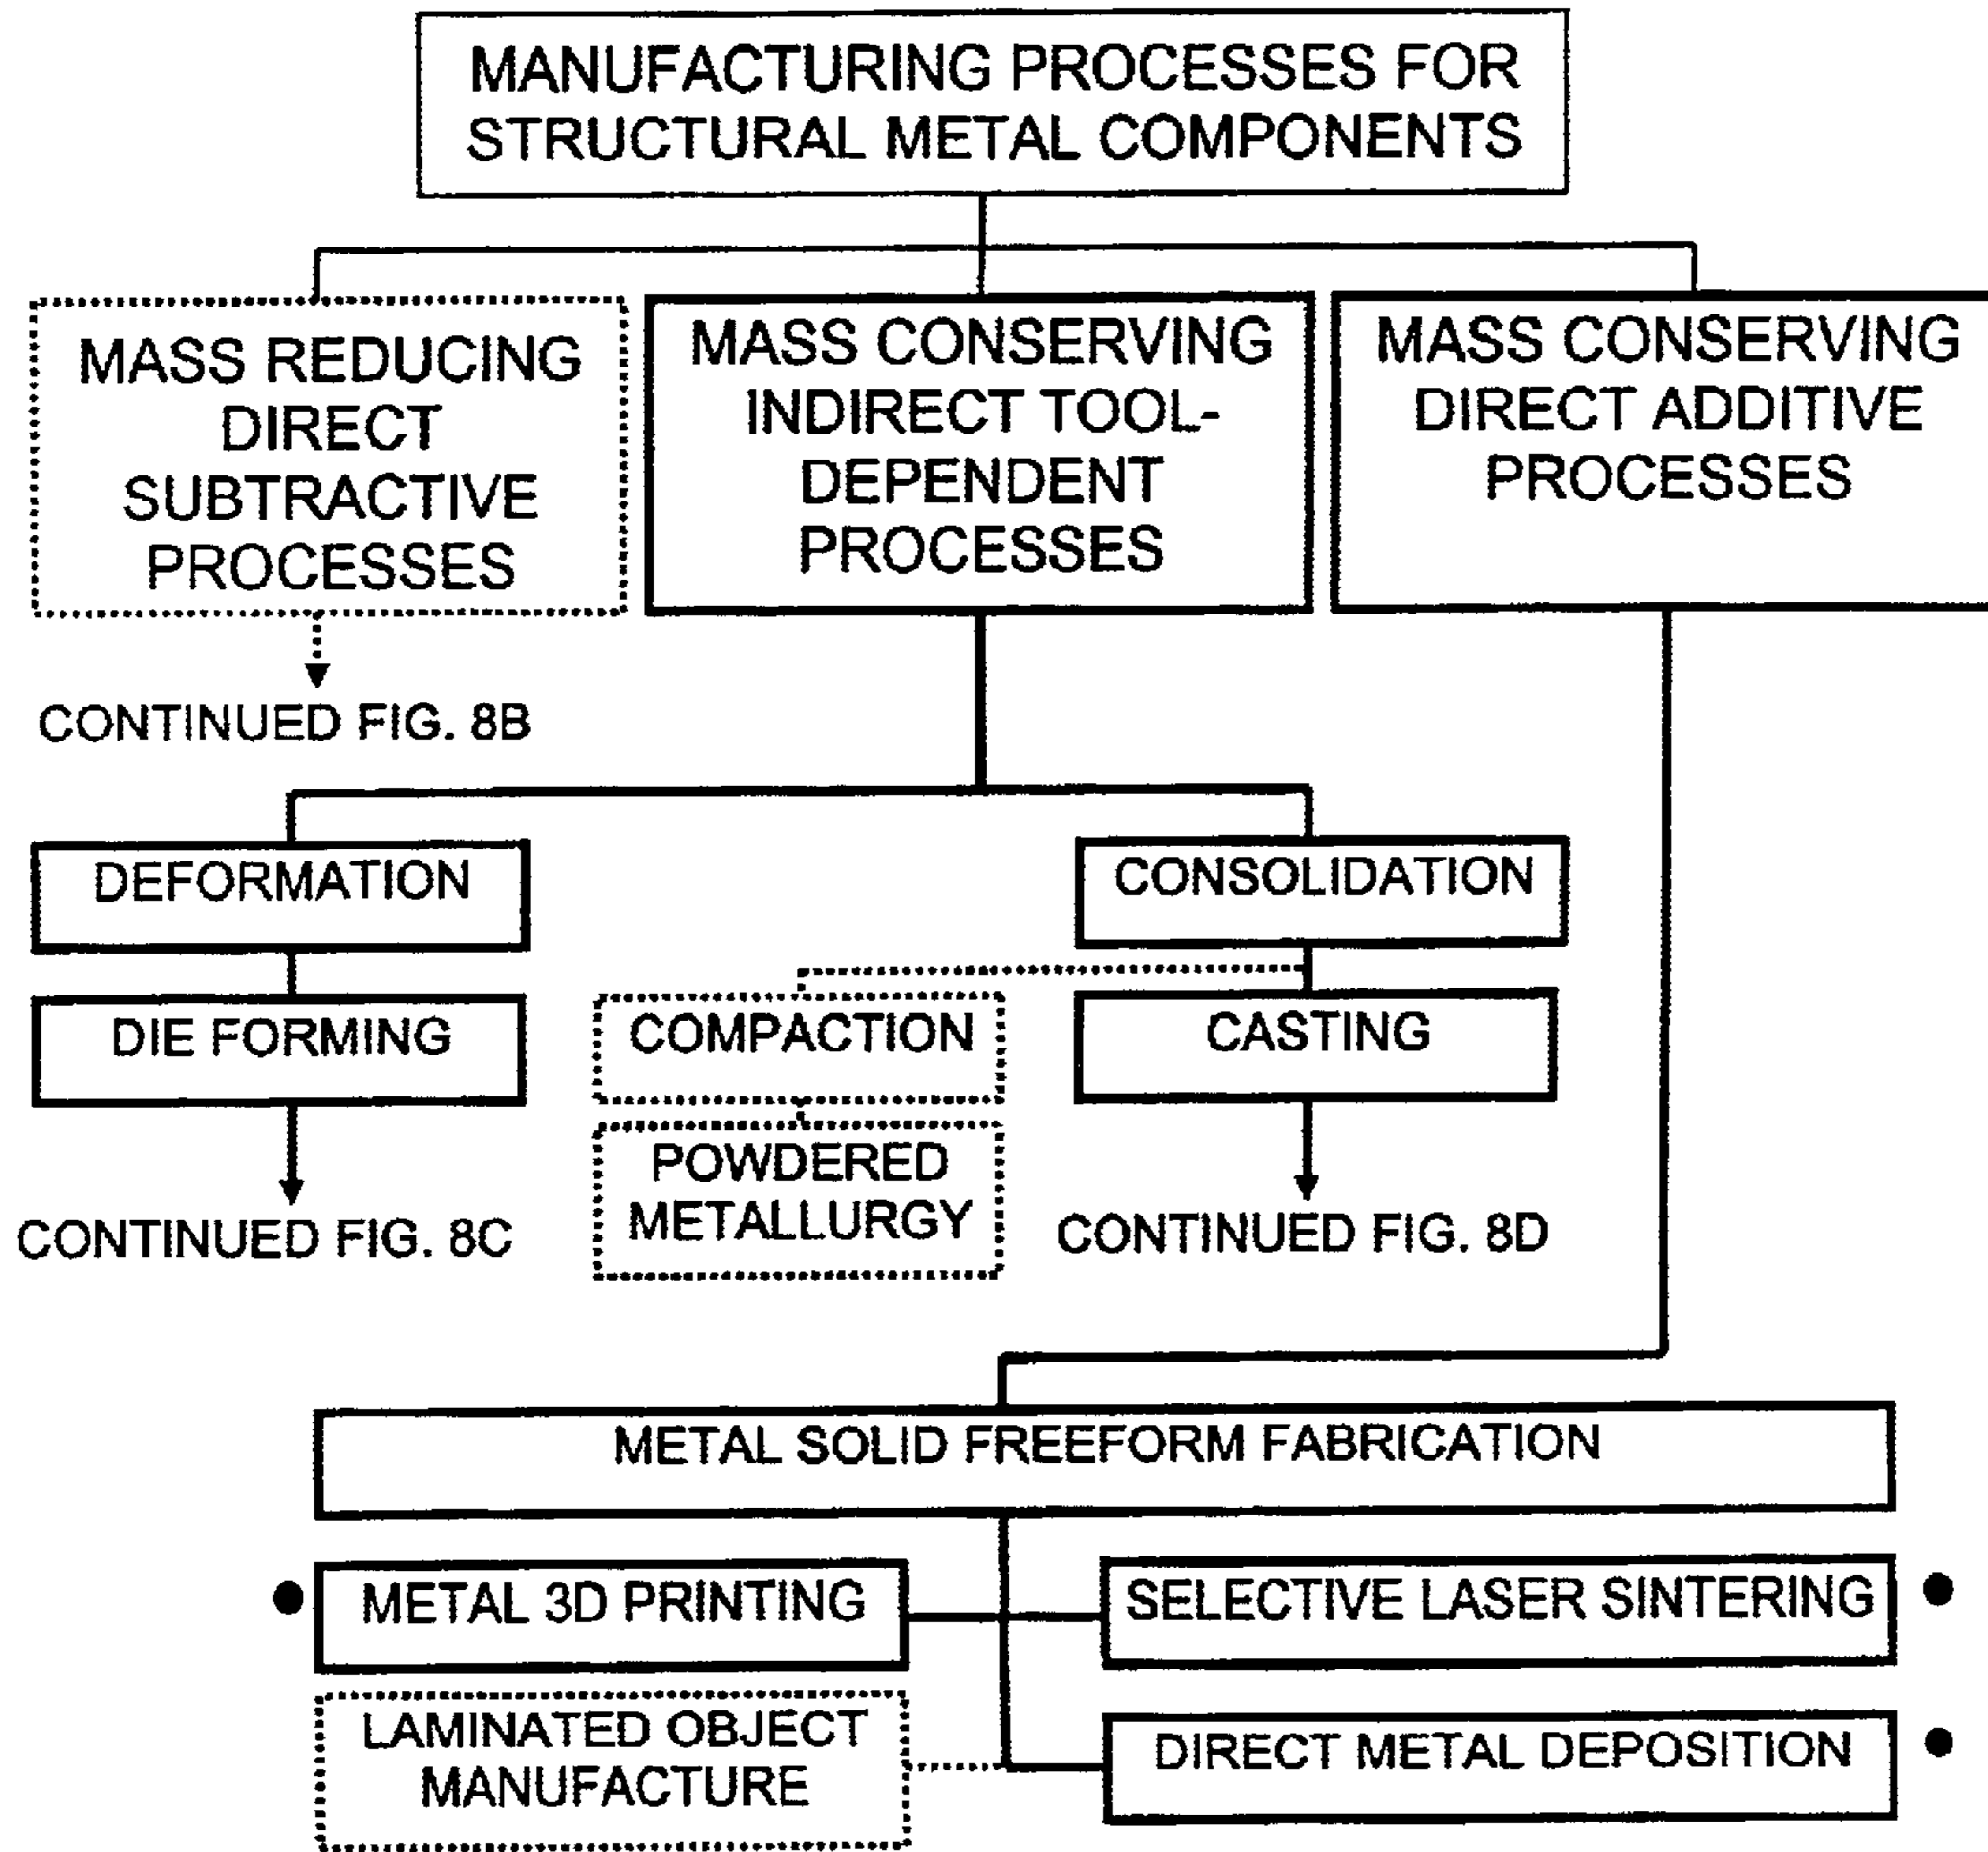 MANUFACTURING PROCESSES FOR
STRUCTURAL METAL COMPONENTS
MASS REDUCING
DIRECT
SUBTRACTIVE
PROCESSES
MASS CONSERVING
INDIRECT TOOL-
DEPENDENT
PROCESSES
MASS CONSERVING
DIRECT ADDITIVE
PROCESSES
CONTINUED FIG. 8B
DEFORMATION
CONSOLIDATION
DIE FORMING
COMPACTION
CASTING
POWDERED
METALLURGY
CONTINUED FIG. 8C
CONTINUED FIG. 8D
METAL SOLID FREEFORM FABRICATION
METAL 3D PRINTING
SELECTIVE LASER SINTERING
LAMINATED OBJECT
MANUFACTURE
DIRECT METAL DEPOSITION